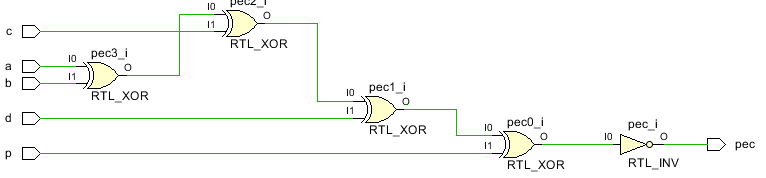 pec2_i
I0
O
I1
RTL_XOR
c
pec3_i
a
I0
O
b
I1
RTL_XOR
pec1_i
I0
O
I1
RTL_XOR
d
pec0_i
I0
O
I1
RTL_XOR
p
pec_i
I0
O
RTL_INV
pec